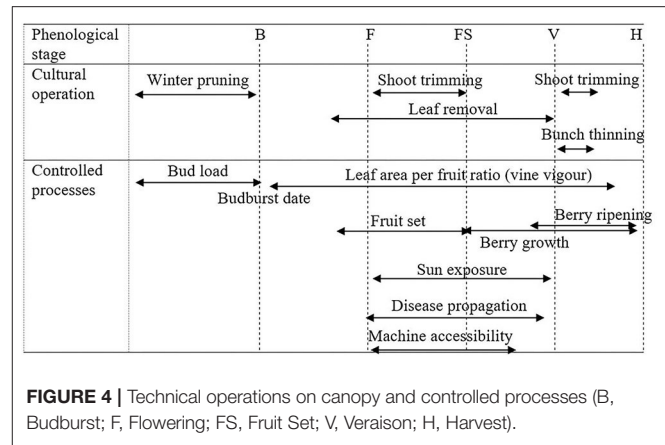 Phenological stage B F FS V H
Cultural operation Winter pruning Shoot trimming Shoot trimming
Leaf removal
Bunch thinning
Controlled processes Bud load Leaf area per fruit ratio (vine vigour)
Budburst date
Berry ripening
Fruit set
Berry growth
Sun exposure
Disease propagation
Machine accessibility
FIGURE 4 | Technical operations on canopy and controlled processes (B,
Budburst; F, Flowering; FS, Fruit Set; V, Veraison; H, Harvest).